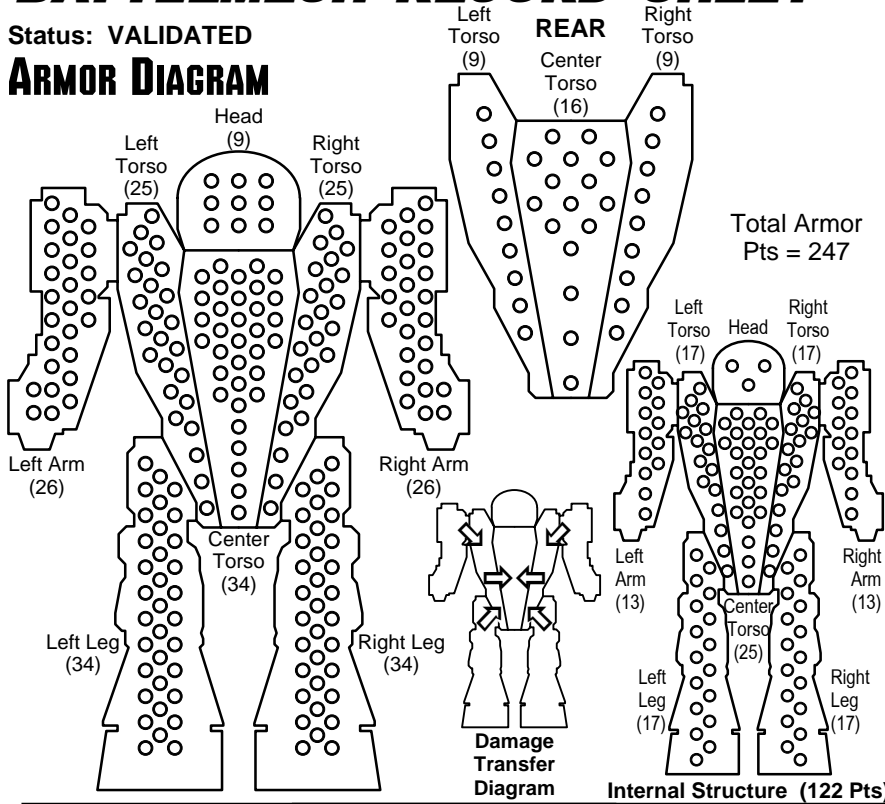 BATTLEMECH RECORD SHEET
Status: VALIDATED
ARMOR DIAGRAM
Head
(9)
Left
Torso
(25)
Right
Torso
(25)
Left Arm
(26)
Right Arm
(26)
Center
Torso
(34)
Left Leg
(34)
Right Leg
(34)
REAR
Left
Torso
(9)
Center
Torso
(16)
Right
Torso
(9)
Total Armor
Pts = 247
Left
Torso
(17)
Head
Right
Torso
(17)
Left
Arm
(13)
Right
Arm
(13)
Center
Torso
(25)
Left
Leg
(17)
Right
Leg
(17)
Damage
Transfer
Diagram
Internal Structure (122 Pts)